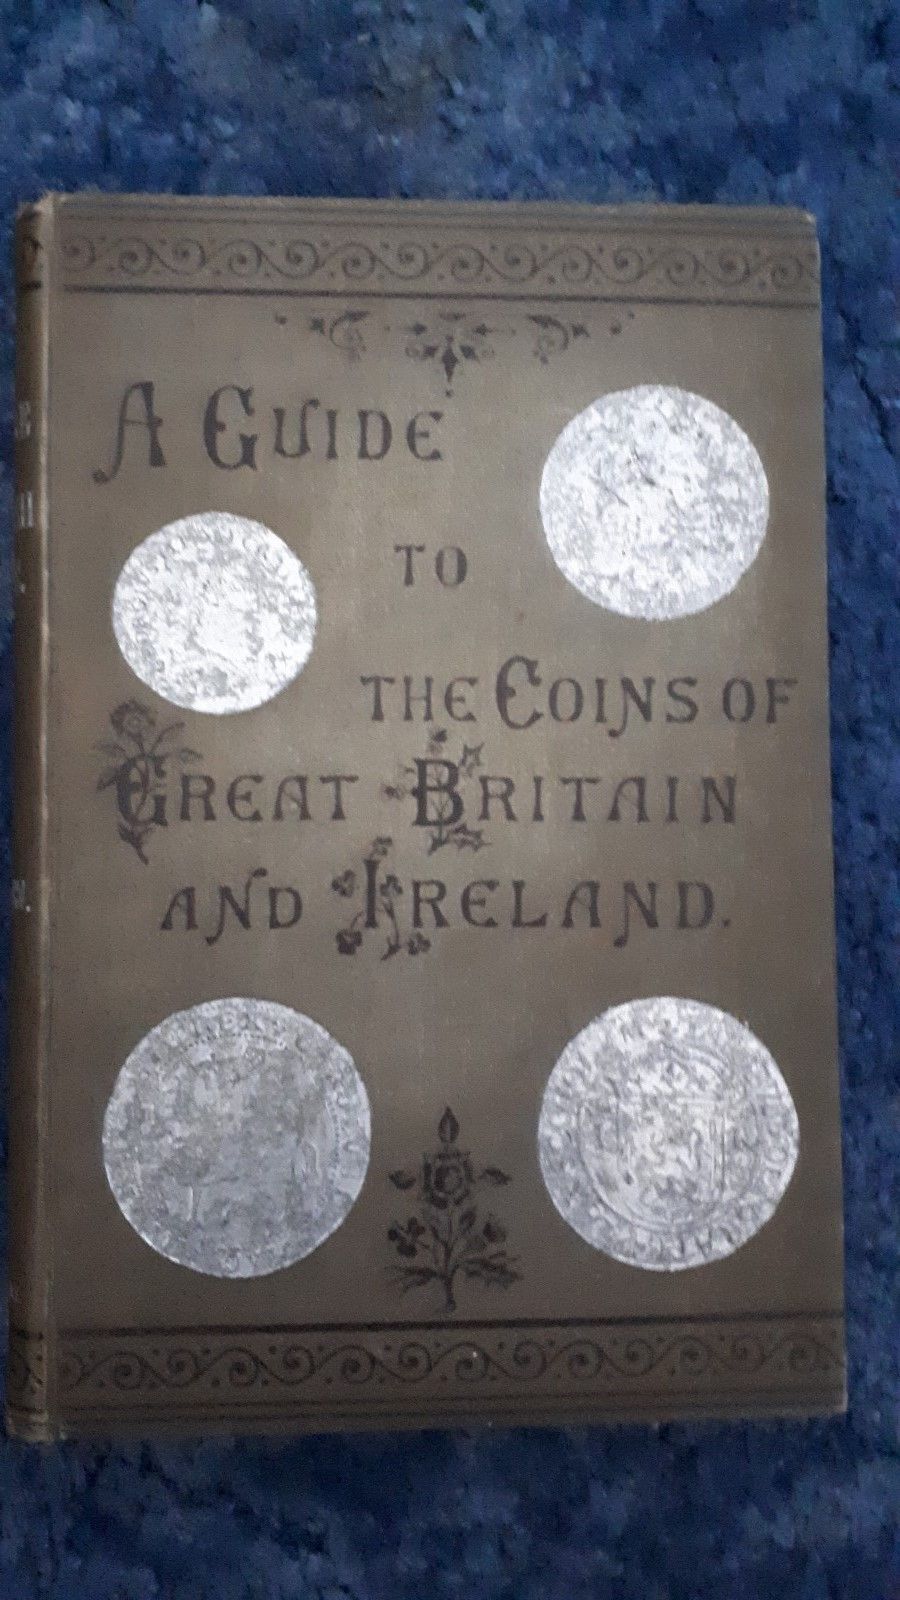 A GUIDE
TO
THE COINS OF
GREAT BRITAIN
AND IRELAND.